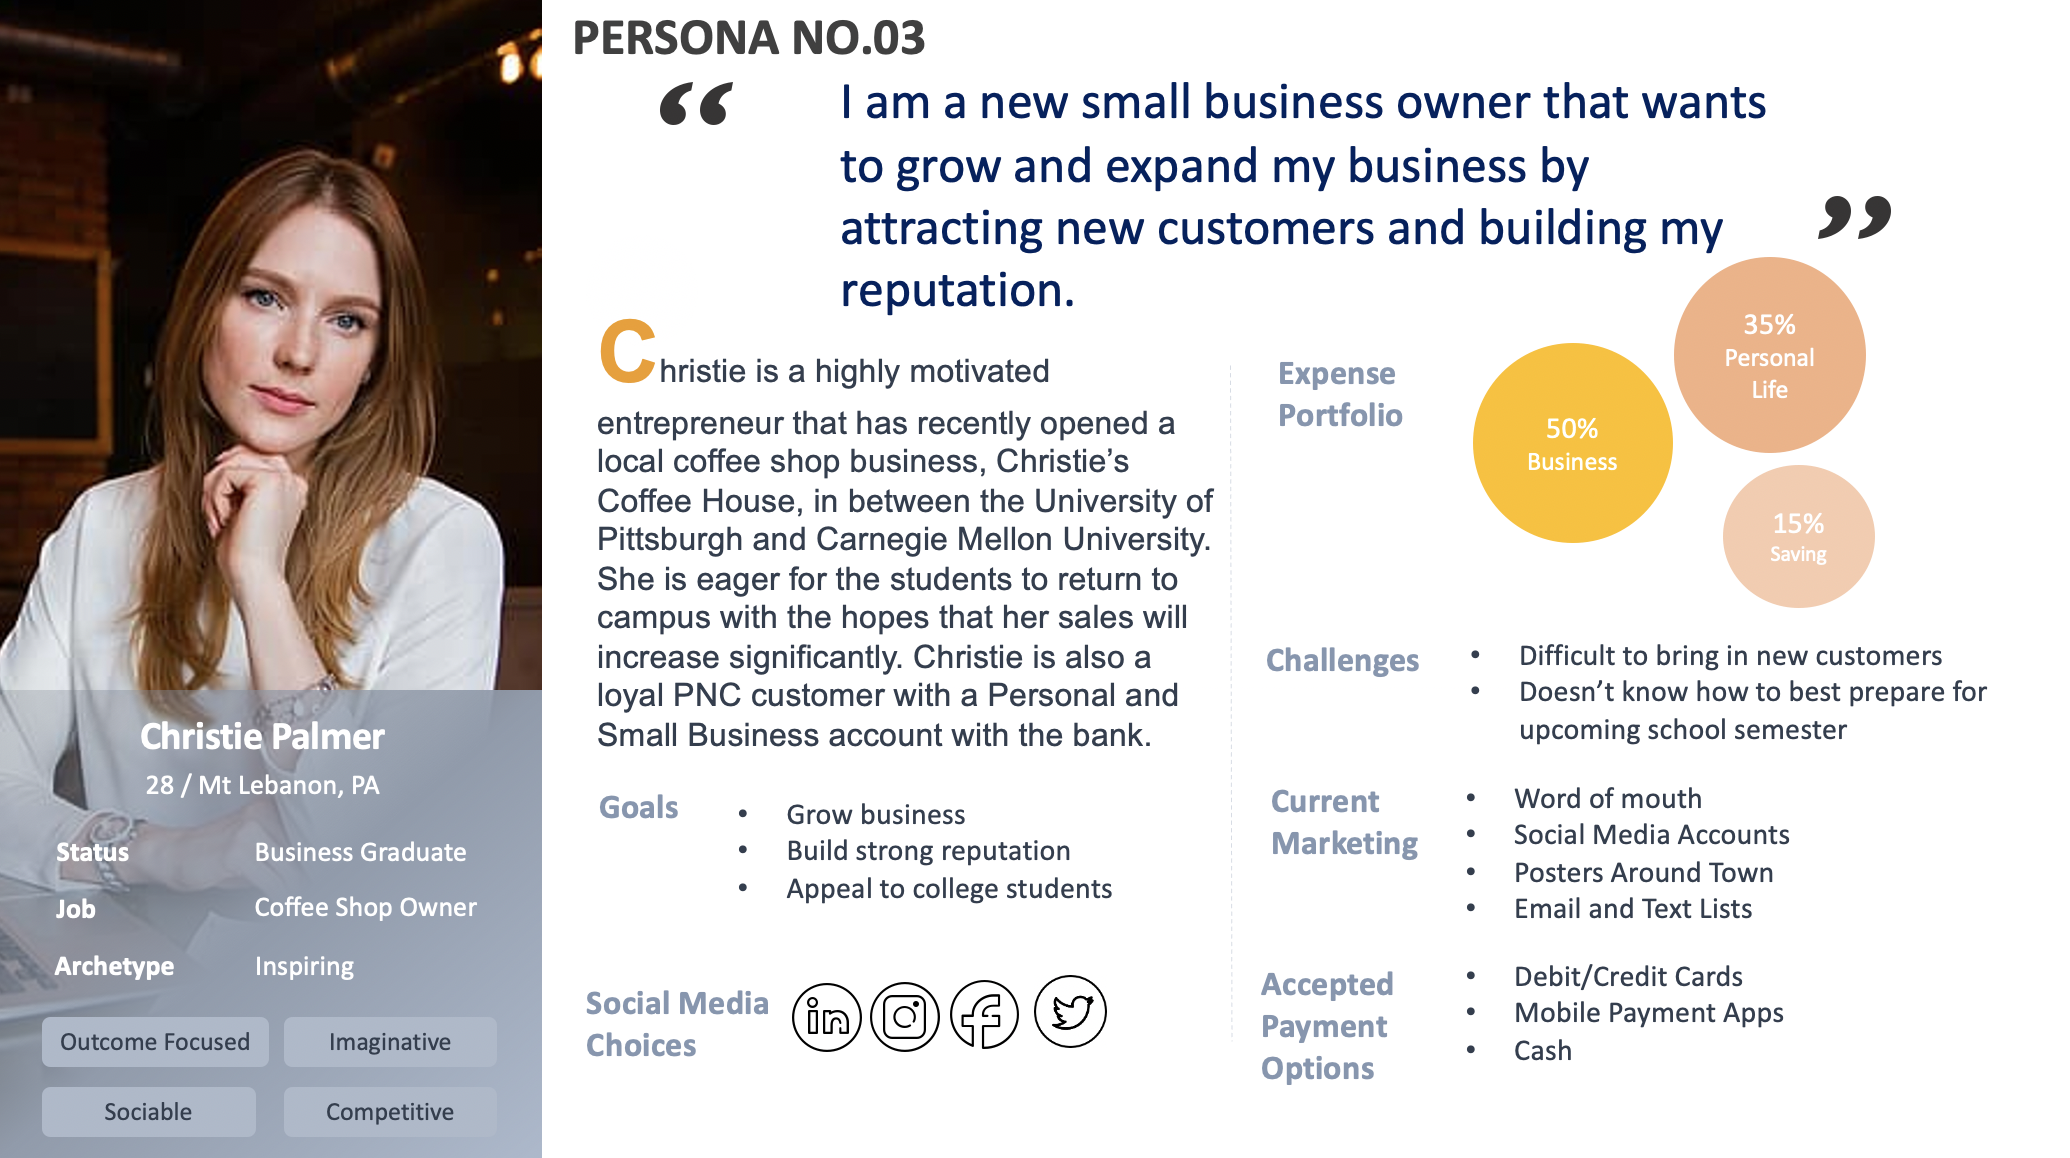 PERSONA NO.03
“
I am a new small business owner that wants
to grow and expand my business by
attracting new customers and building my
reputation.
”
Christie is a highly motivated
entrepreneur that has recently opened a
local coffee shop business, Christie’s
Coffee House, in between the University of
Pittsburgh and Carnegie Mellon University.
She is eager for the students to return to
campus with the hopes that her sales will
increase significantly. Christie is also a
loyal PNC customer with a Personal and
Small Business account with the bank.
Goals
• Grow business
• Build strong reputation
• Appeal to college students
Social Media
Choices
in
Expense
Portfolio
50%
Business
35%
Personal
Life
15%
Saving
Challenges
• Difficult to bring in new customers
• Doesn’t know how to best prepare for
upcoming school semester
Current
Marketing
• Word of mouth
• Social Media Accounts
• Posters Around Town
• Email and Text Lists
Accepted
Payment
Options
• Debit/Credit Cards
• Mobile Payment Apps
• Cash
Christie Palmer
28 / Mt Lebanon, PA
Status Business Graduate
Job Coffee Shop Owner
Archetype Inspiring
Outcome Focused Imaginative
Sociable Competitive